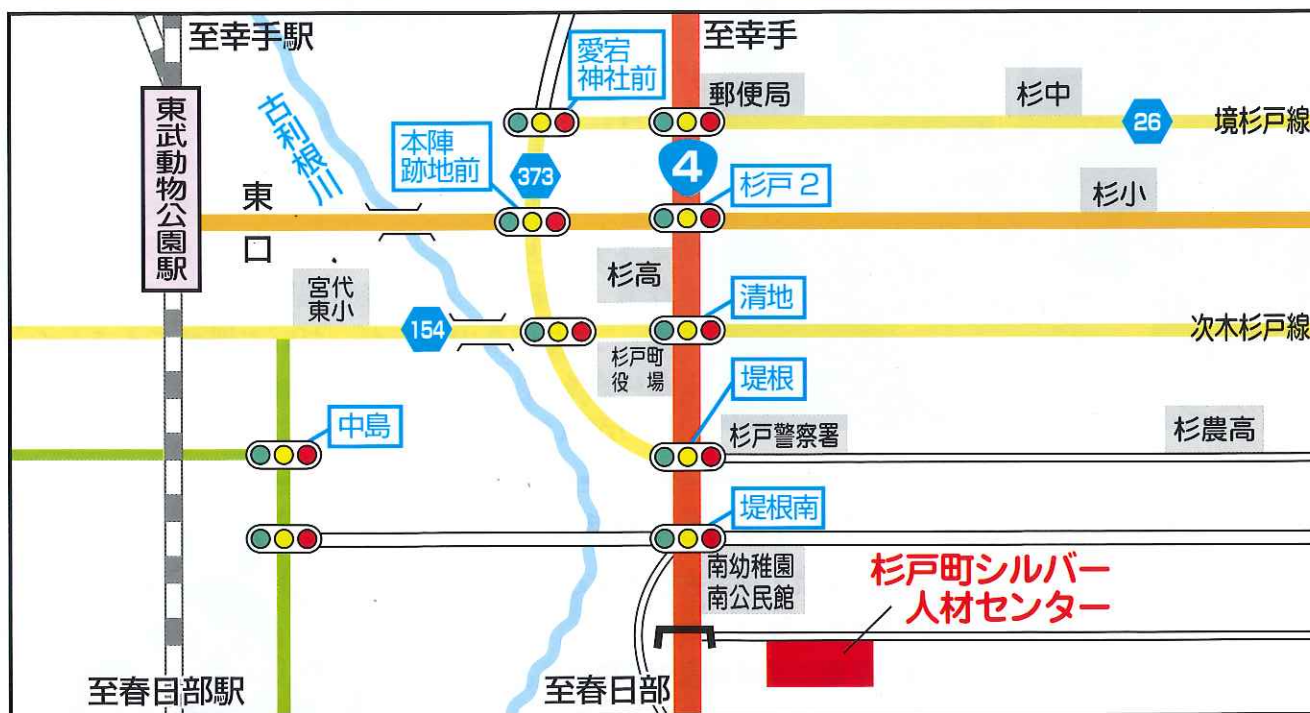 至幸手駅
至幸手
愛宕
神社前
郵便局
杉中
26
境杉戸線
古利根川
東武動物公園駅
本陣
跡地前
373
4
杉戸2
杉小
東口
宮代
東小
杉高
清地
154
次木杉戸線
杉戸町
役場
堤根
中島
杉戸警察署
杉農高
堤根南
南幼稚園
南公民館
杉戸町シルバー
人材センター
至春日部駅
至春日部